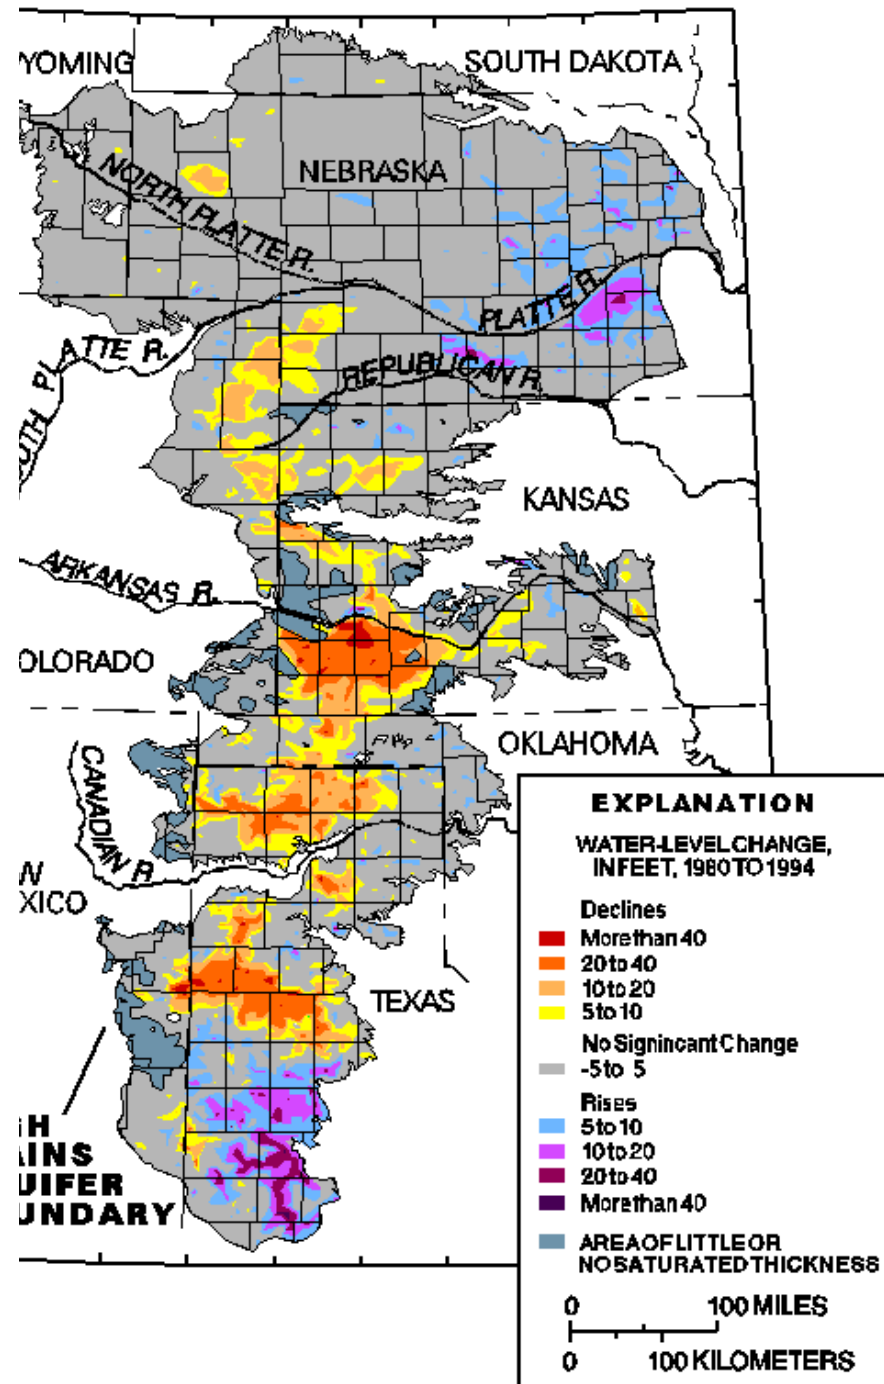 YOMING
SOUTH DAKOTA
NEBRASKA
NORTH PLATTE R.
PLATTE R.
UTH PLATTE R.
REPUBLICAN R.
KANSAS
ARKANSAS R.
OLORADO
OKLAHOMA
CANADIAN R.
XICO
TEXAS
GH
AINS
UIFER
UNDARY
EXPLANATION
WATER-LEVEL CHANGE,
IN FEET, 1980 TO 1994
Declines
More than 40
20 to 40
10 to 20
5 to 10
No Signincant Change
-5 to 5
Rises
5 to 10
10 to 20
20 to 40
More than 40
AREA OF LITTLE OR
NO SATURATED THICKNESS
0 100 MILES
0 100 KILOMETERS